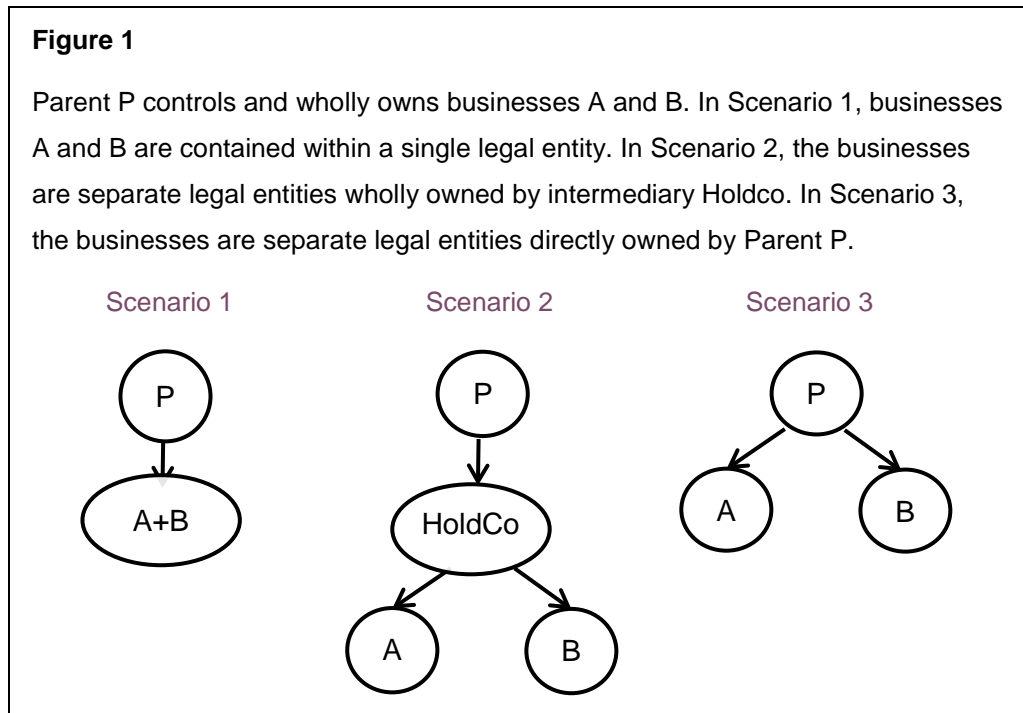 Figure 1
Parent P controls and wholly owns businesses A and B. In Scenario 1, businesses
A and B are contained within a single legal entity. In Scenario 2, the businesses
are separate legal entities wholly owned by intermediary Holdco. In Scenario 3,
the businesses are separate legal entities directly owned by Parent P.
Scenario 1 Scenario 2 Scenario 3
P P P
A+B HoldCo A B
A B